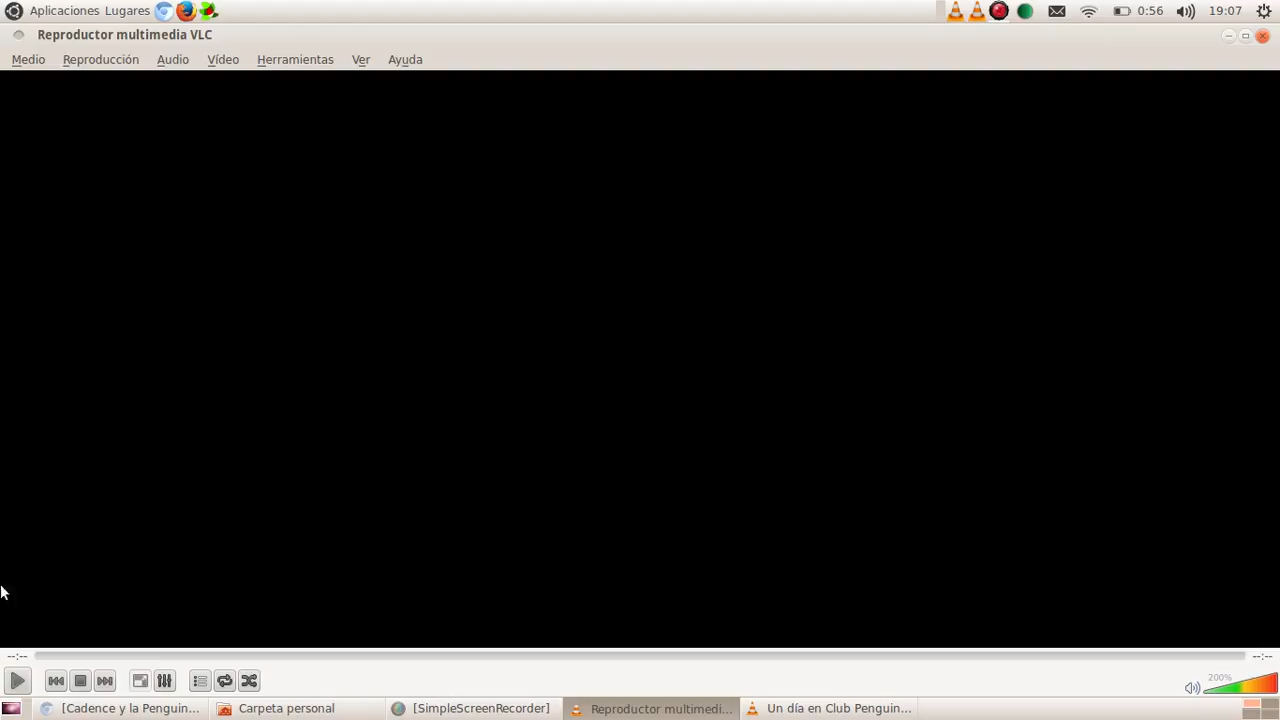 Aplicaciones Lugares 0:56 19:07
Reproductor multimedia VLC
Medio Reproducción Audio Vídeo Herramientas Ver Ayuda
--:-- --:--
200%
[Cadence y la Penguin... Carpeta personal [SimpleScreenRecorder] Reproductor multimedi... Un día en Club Penguin...